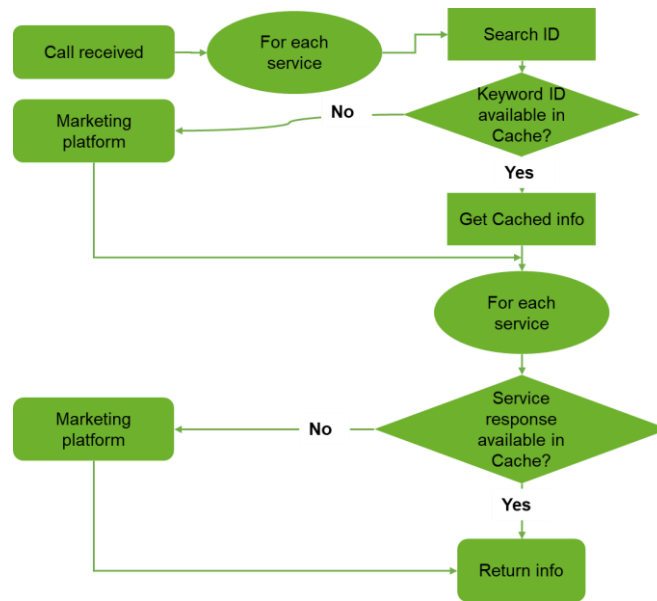 Call received
For each
service
Search ID
Keyword ID
available in
Cache?
No
Marketing
platform
Yes
Get Cached info
For each
service
Service
response
available in
Cache?
No
Marketing
platform
Yes
Return info